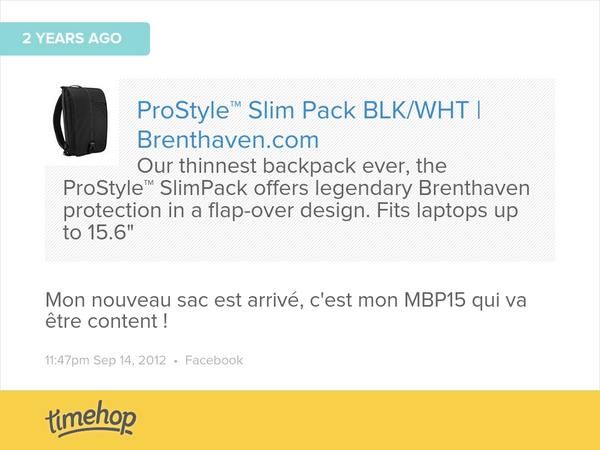 2 YEARS AGO
ProStyle™ Slim Pack BLK/WHT |
Brenthaven.com
Our thinnest backpack ever, the
ProStyle™ SlimPack offers legendary Brenthaven
protection in a flap-over design. Fits laptops up
to 15.6"
Mon nouveau sac est arrivé, c'est mon MBP15 qui va
être content !
11:47pm Sep 14, 2012 • Facebook
timehop